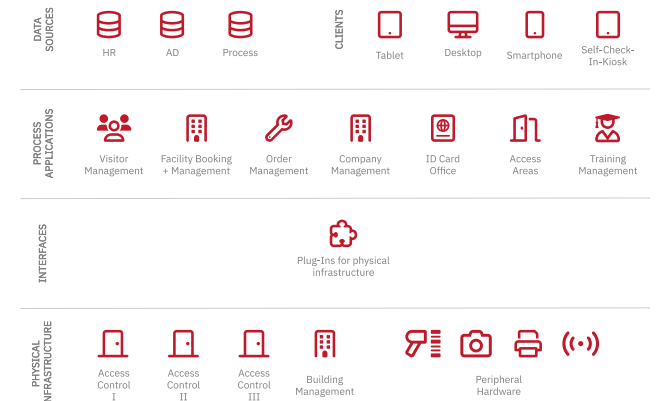 DATA
SOURCES
HR
AD
Process
CLIENTS
Tablet
Desktop
Smartphone
Self-Check-
In-Kiosk
PROCESS
APPLICATIONS
Visitor
Management
Facility Booking
+ Management
Order
Management
Company
Management
ID Card
Office
Access
Areas
Training
Management
INTERFACES
Plug-Ins for physical
infrastructure
PHYSICAL
NFRASTRUCTURE
Access
Control
I
Access
Control
II
Access
Control
III
Building
Management
Peripheral
Hardware